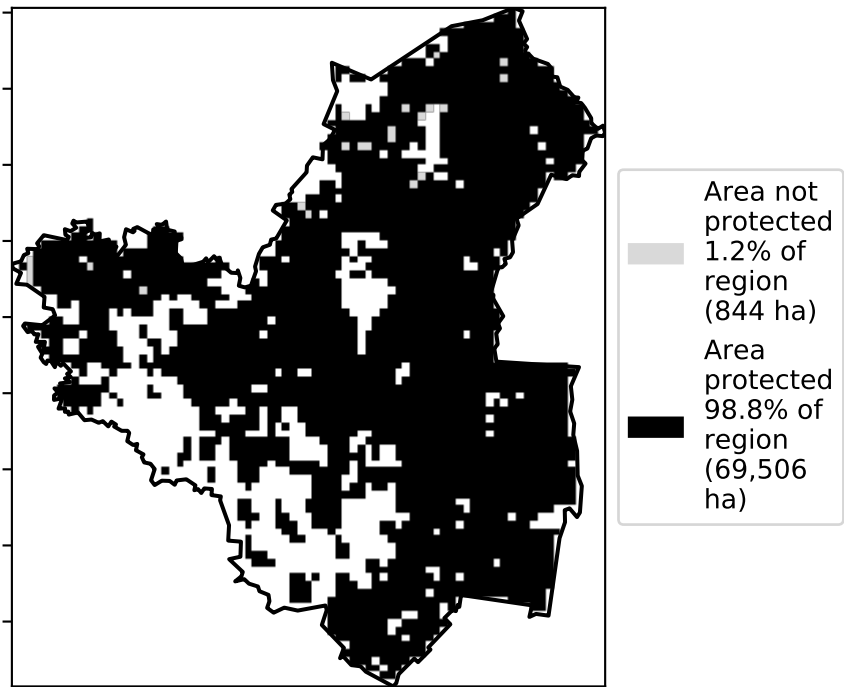 Area not
protected
1.2% of
region
(844 ha)
Area
protected
98.8% of
region
(69,506
ha)